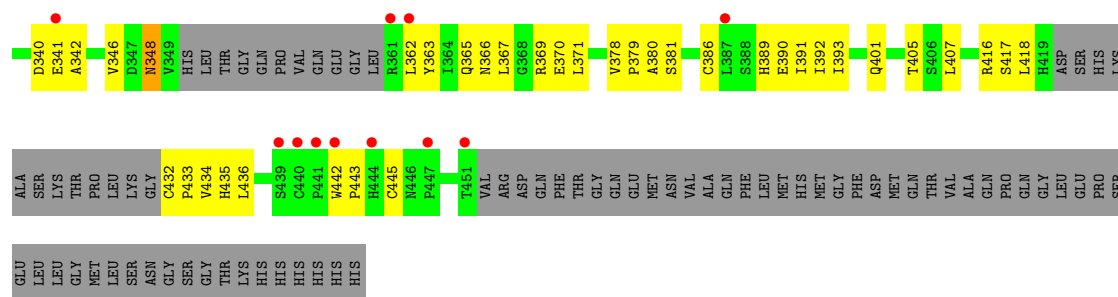 D340 E341 A342 V346 D347 N348 V349 HIS LEU THR GLY GLN PRO VAL GLN GLU GLY LEU R361 L362 Y363 I364 Q365 N366 L367 G368 R369 E370 L371 V378 P379 A380 S381 C386 L387 S388 H389 E390 I391 I392 I393 Q401 T405 S406 L407 R416 S417 L418 H419 ASP SER HIS LYS
ALA SER LYS THR PRO LEU LYS GLY C432 P433 V434 H435 L436 S439 C440 P441 W442 P443 H444 C445 N446 P447 T451 VAL ARG ASP GLN PHE THR GLY GLN GLU MET ASN VAL ALA GLN PHE LEU MET HIS MET GLY PHE ASP MET GLN THR VAL ALA GLN PRO GLN GLY LEU GLU PRO SER
GLU LEU LEU GLY MET LEU SER ASN GLY SER GLY THR LYS HIS HIS HIS HIS HIS HIS